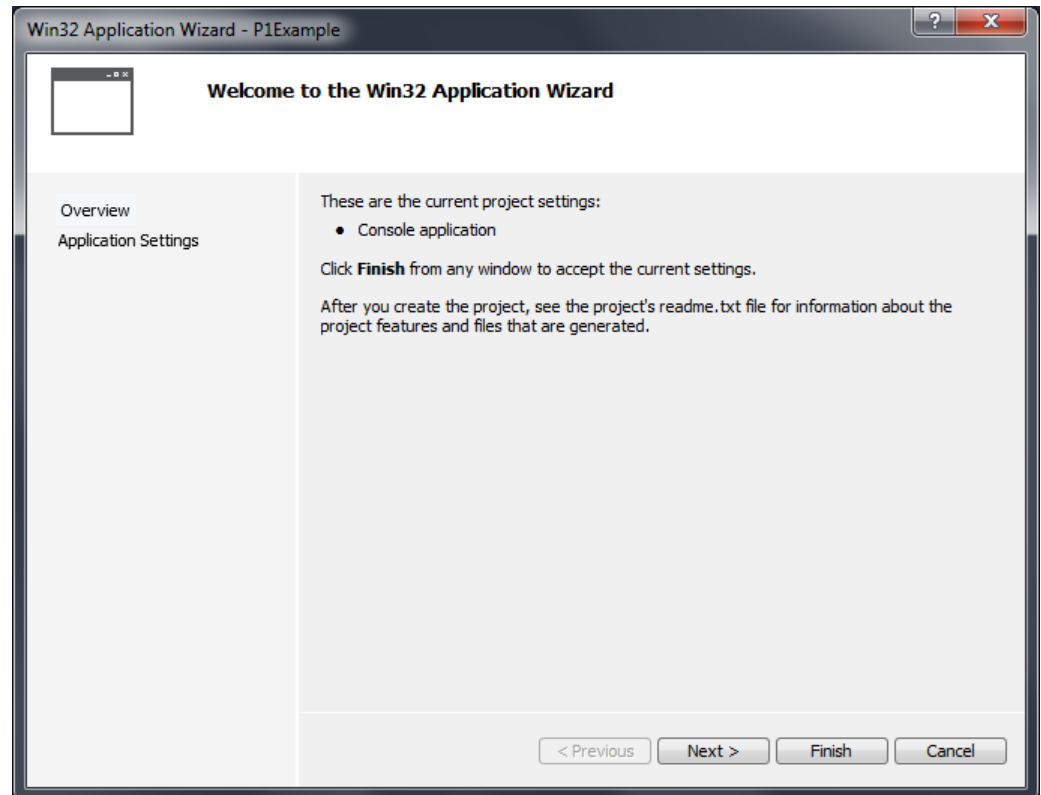 Win32 Application Wizard - P1Example
Welcome to the Win32 Application Wizard
Overview
Application Settings
These are the current project settings:
● Console application
Click Finish from any window to accept the current settings.
After you create the project, see the project's readme.txt file for information about the
project features and files that are generated.
< Previous
Next >
Finish
Cancel